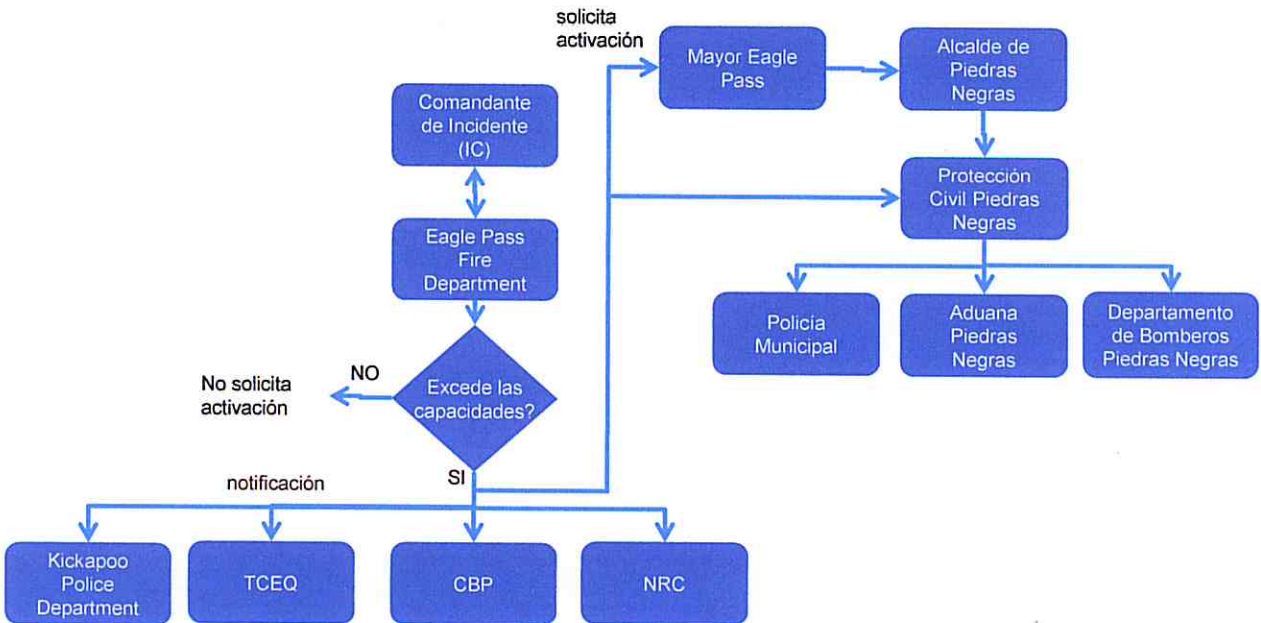 solicita
activación
Mayor Eagle
Pass
Alcalde de
Piedras
Negras
Comandante
de Incidente
(IC)
Protección
Civil Piedras
Negras
Eagle Pass
Fire
Department
Policía
Municipal
Aduana
Piedras
Negras
Departamento
de Bomberos
Piedras Negras
Excede las
capacidades?
NO
No solicita
activación
SI
notificación
Kickapoo
Police
Department
TCEQ
CBP
NRC